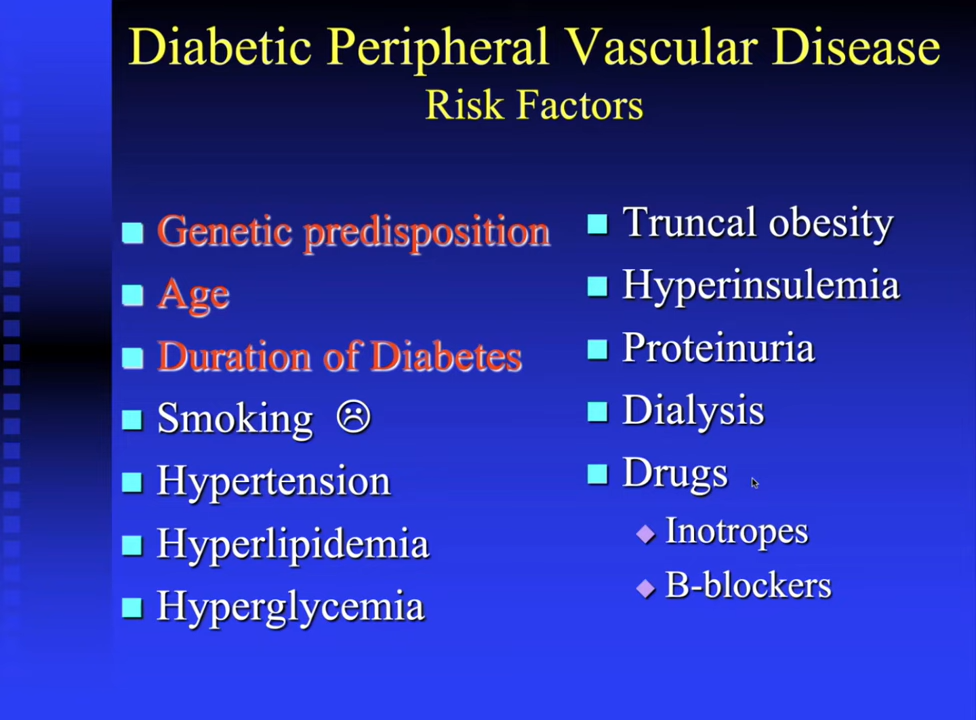 Diabetic Peripheral Vascular Disease
Risk Factors
Genetic predisposition
Age
Duration of Diabetes
Smoking ☹
Hypertension
Hyperlipidemia
Hyperglycemia
Truncal obesity
Hyperinsulemia
Proteinuria
Dialysis
Drugs
Inotropes
B-blockers